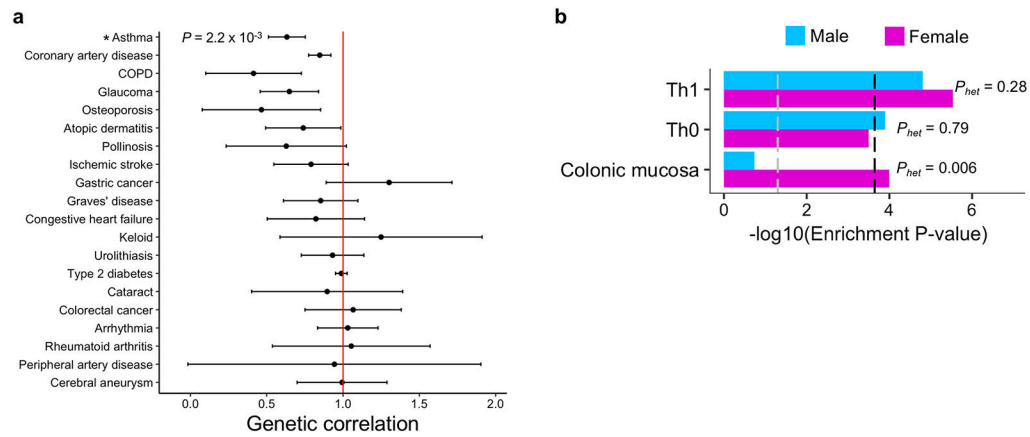 a
* Asthma
P = 2.2 x 10-3
Coronary artery disease
COPD
Glaucoma
Osteoporosis
Atopic dermatitis
Pollinosis
Ischemic stroke
Gastric cancer
Graves' disease
Congestive heart failure
Keloid
Urolithiasis
Type 2 diabetes
Cataract
Colorectal cancer
Arrhythmia
Rheumatoid arthritis
Peripheral artery disease
Cerebral aneurysm
0.0 0.5 1.0 1.5 2.0
Genetic correlation
b
Male Female
Th1
Phet = 0.28
Th0
Phet = 0.79
Colonic mucosa
Phet = 0.006
0 2 4 6
-log10(Enrichment P-value)